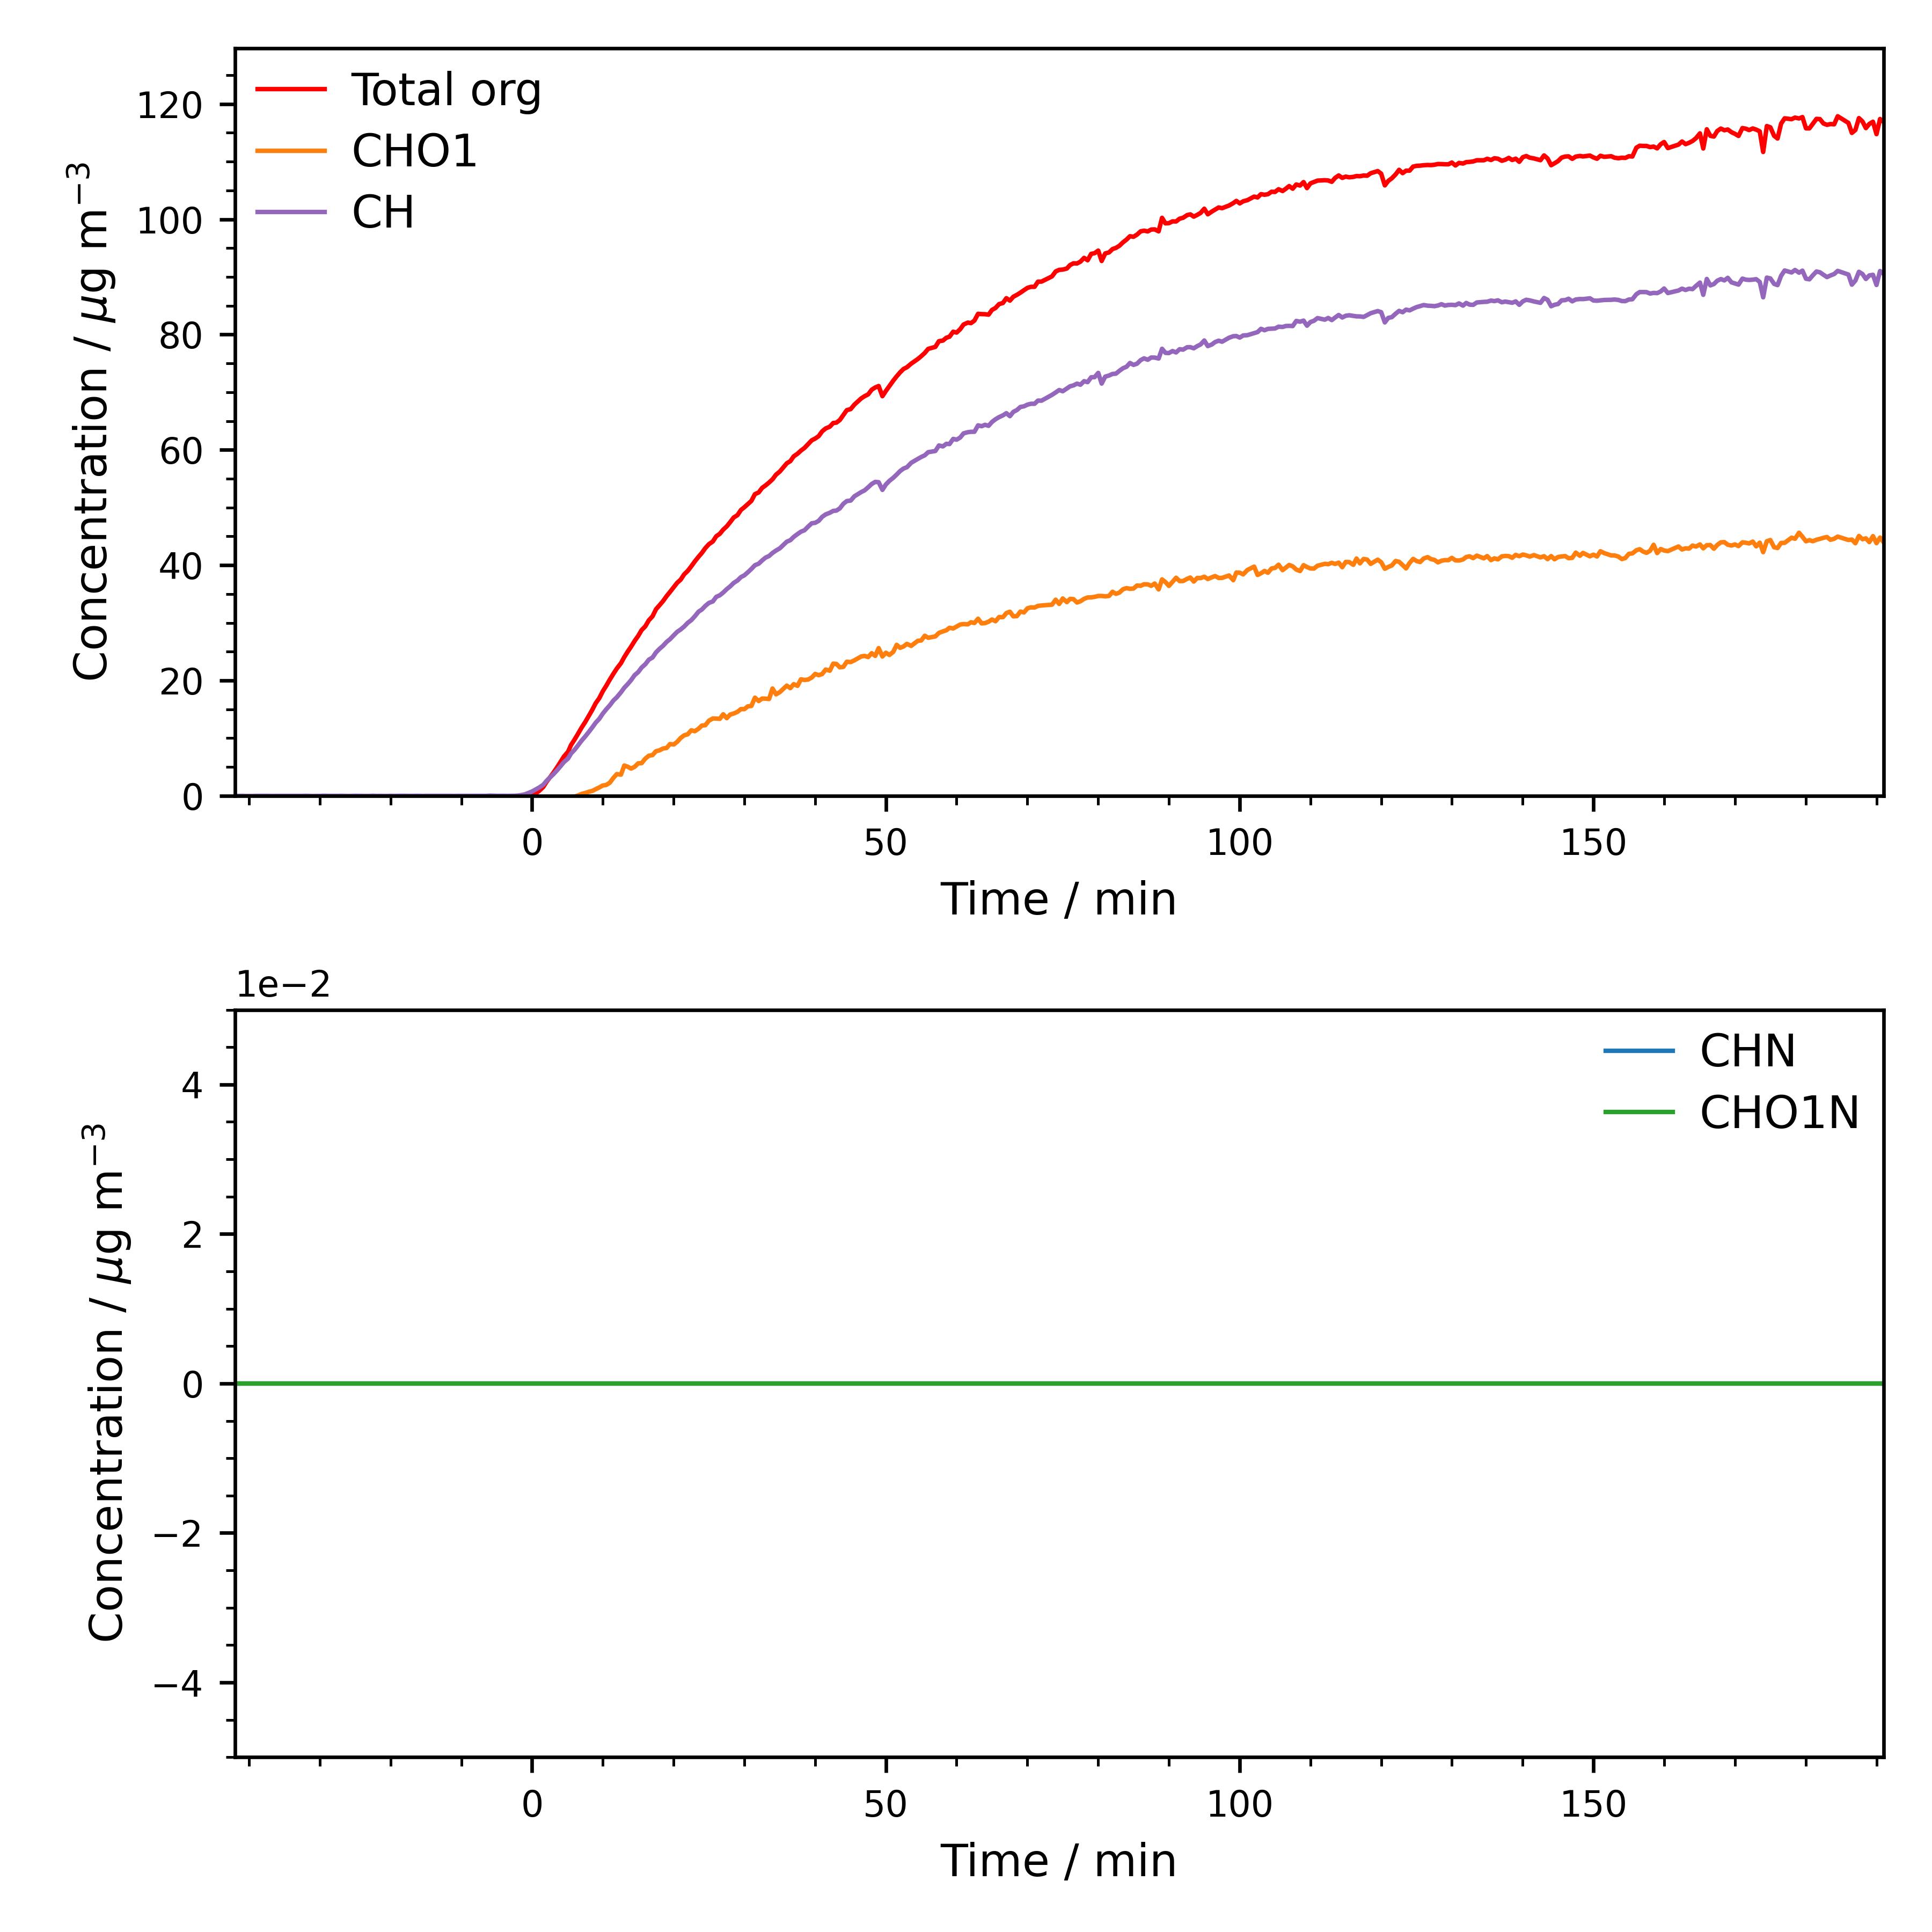 Total org
CHO1
CH
120
100
80
60
40
20
0
Concentration / μg m⁻³
0 50 100 150
Time / min
1e−2
CHN
CHO1N
4
2
0
−2
−4
Concentration / μg m⁻³
0 50 100 150
Time / min